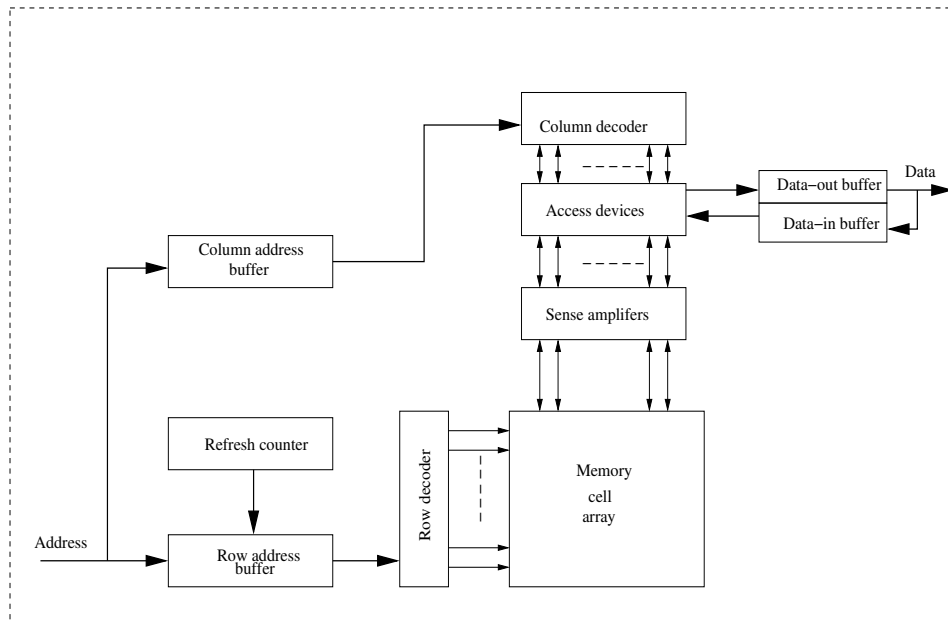 Column decoder
Access devices
Data−out buffer
Data
Data−in buffer
Column address
buffer
Sense amplifers
Refresh counter
Row decoder
Memory
cell
array
Address
Row address
buffer